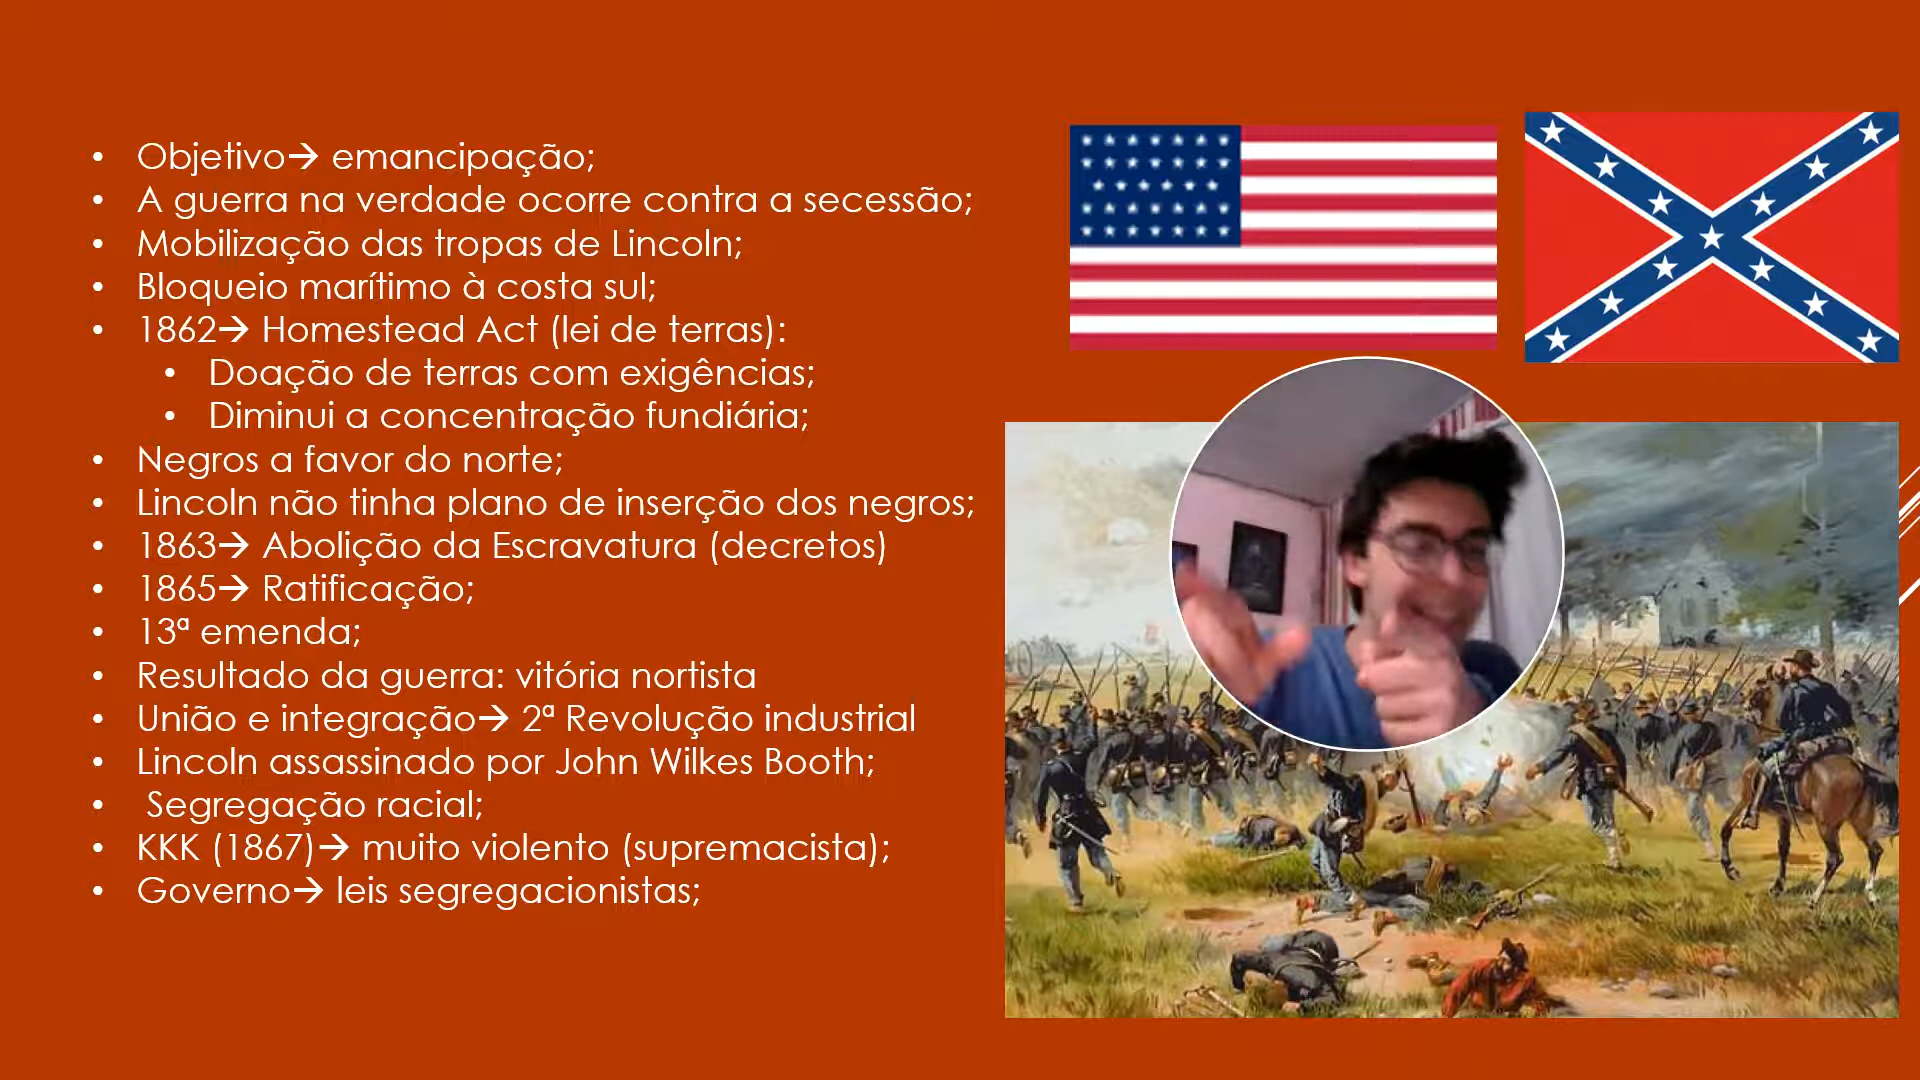 • Objetivo→ emancipação;
• A guerra na verdade ocorre contra a secessão;
• Mobilização das tropas de Lincoln;
• Bloqueio marítimo à costa sul;
• 1862→ Homestead Act (lei de terras):
• Doação de terras com exigências;
• Diminui a concentração fundiária;
• Negros a favor do norte;
• Lincoln não tinha plano de inserção dos negros;
• 1863→ Abolição da Escravatura (decretos)
• 1865→ Ratificação;
• 13ª emenda;
• Resultado da guerra: vitória nortista
• União e integração→ 2ª Revolução industrial
• Lincoln assassinado por John Wilkes Booth;
• Segregação racial;
• KKK (1867)→ muito violento (supremacista);
• Governo→ leis segregacionistas;